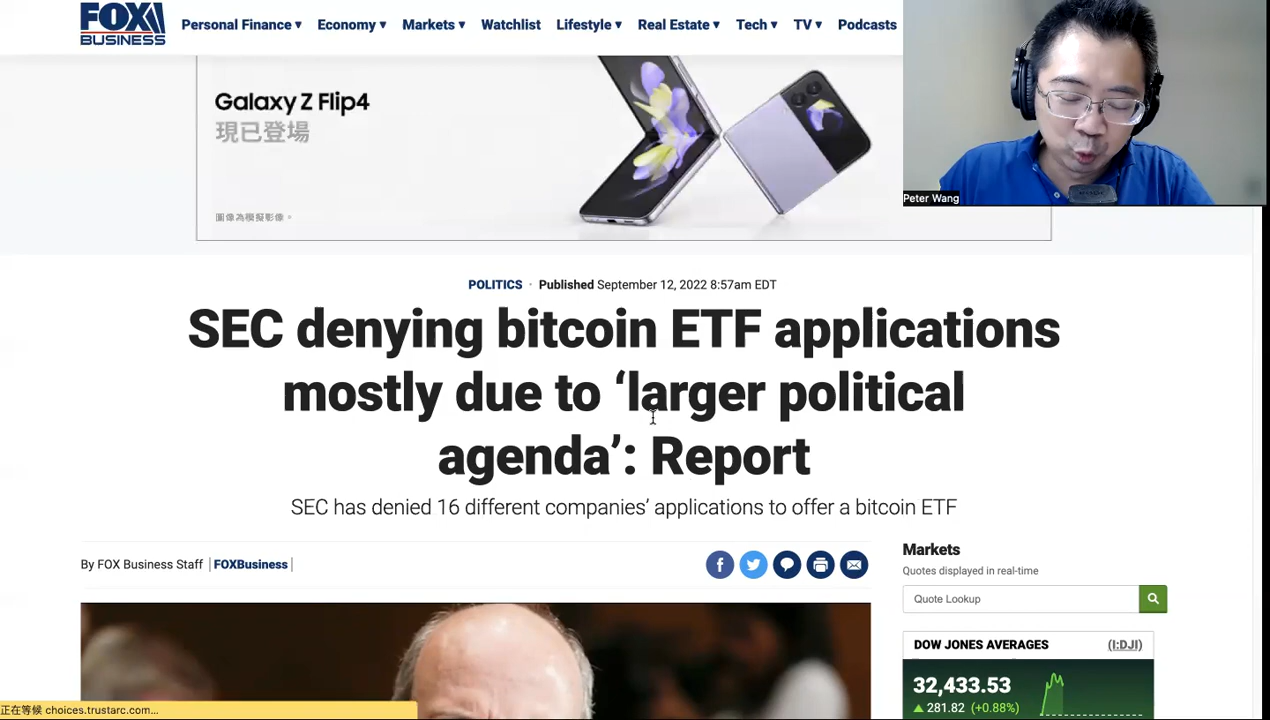 FOX
BUSINESS
Personal Finance ▾ Economy ▾ Markets ▾ Watchlist Lifestyle ▾ Real Estate ▾ Tech ▾ TV ▾ Podcasts
Galaxy Z Flip4
現已登場
圖像為模擬影像。
Peter Wang
POLITICS · Published September 12, 2022 8:57am EDT
SEC denying bitcoin ETF applications
mostly due to ‘larger political
agenda’: Report
SEC has denied 16 different companies’ applications to offer a bitcoin ETF
By FOX Business Staff | FOXBusiness |
Markets
Quotes displayed in real-time
Quote Lookup
DOW JONES AVERAGES (I:DJI)
32,433.53
▲ 281.82 (+0.88%)
正在等候 choices.trustarc.com...